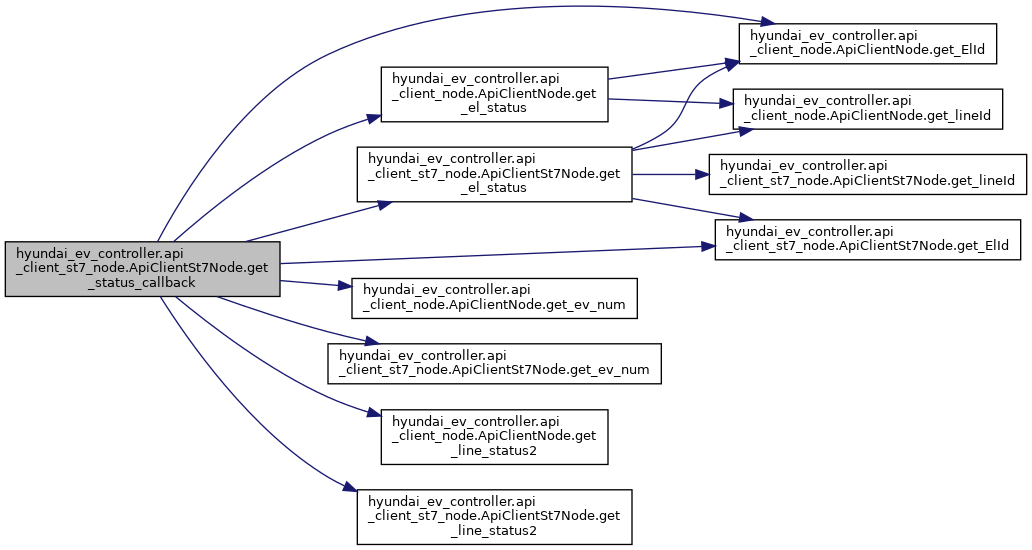 hyundai_ev_controller.api
_client_node.ApiClientNode.get_ElId
hyundai_ev_controller.api
_client_node.ApiClientNode.get
_el_status
hyundai_ev_controller.api
_client_node.ApiClientNode.get_lineId
hyundai_ev_controller.api
_client_st7_node.ApiClientSt7Node.get
_el_status
hyundai_ev_controller.api
_client_st7_node.ApiClientSt7Node.get_lineId
hyundai_ev_controller.api
_client_st7_node.ApiClientSt7Node.get_ElId
hyundai_ev_controller.api
_client_st7_node.ApiClientSt7Node.get
_status_callback
hyundai_ev_controller.api
_client_node.ApiClientNode.get_ev_num
hyundai_ev_controller.api
_client_st7_node.ApiClientSt7Node.get_ev_num
hyundai_ev_controller.api
_client_node.ApiClientNode.get
_line_status2
hyundai_ev_controller.api
_client_st7_node.ApiClientSt7Node.get
_line_status2